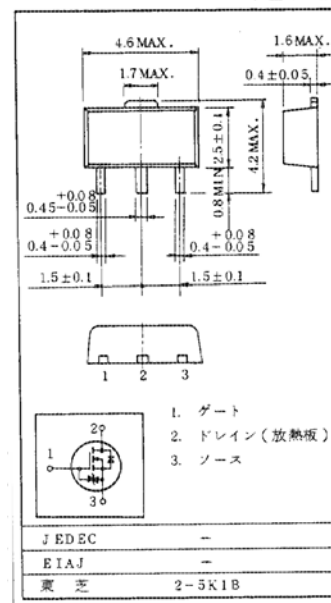 4.6 MAX.
1.7 MAX.
1.6 MAX.
0.4±0.05
2.5±0.1
4.2 MAX.
0.8 MIN
+0.08
0.45-0.05
+0.08
0.4-0.05
+0.08
0.4-0.05
1.5±0.1
1.5±0.1
1 2 3
1. ゲート
2. ドレイン(放熱板)
3. ソース
2
1
3
JEDEC —
EIAJ —
東芝 2-5K1B